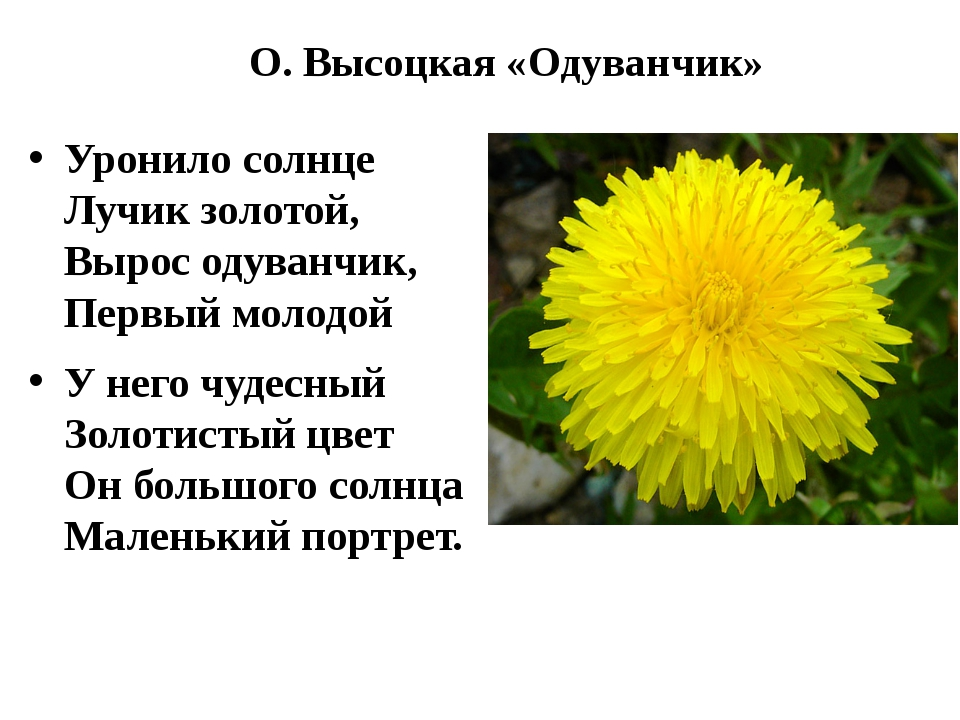 О. Высоцкая «Одуванчик»
• Уронило солнце
Лучик золотой,
Вырос одуванчик,
Первый молодой
• У него чудесный
Золотистый цвет
Он большого солнца
Маленький портрет.